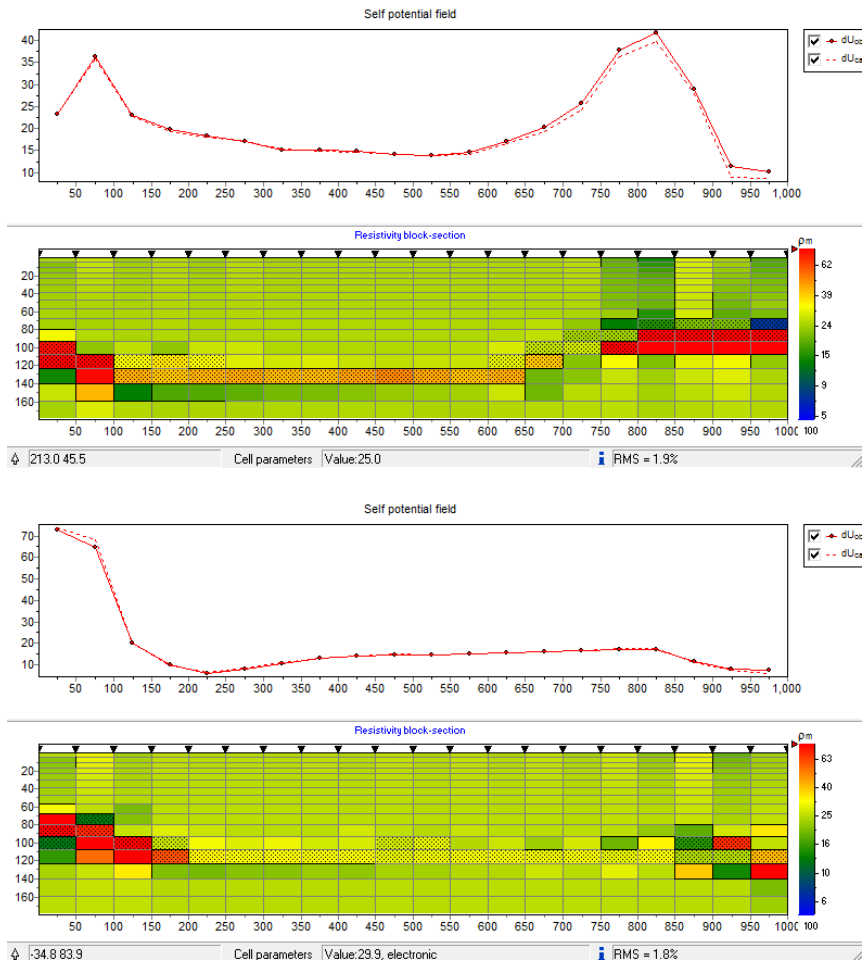 Self potential field
40
35
30
25
20
15
10
50 100 150 200 250 300 350 400 450 500 550 600 650 700 750 800 850 900 950 1,000
dUob
dUca
Resistivity block-section
ρm
20
40
60
80
100
120
140
160
62
39
24
15
9
5
100
50 100 150 200 250 300 350 400 450 500 550 600 650 700 750 800 850 900 950 100
213.0 45.5 Cell parameters Value:25.0 RMS = 1.9%
Self potential field
70
60
50
40
30
20
10
50 100 150 200 250 300 350 400 450 500 550 600 650 700 750 800 850 900 950 1,000
dUob
dUca
Resistivity block-section
ρm
20
40
60
80
100
120
140
160
63
40
25
16
10
6
100
50 100 150 200 250 300 350 400 450 500 550 600 650 700 750 800 850 900 950 100
-34.8 83.9 Cell parameters Value:29.9, electronic RMS = 1.8%